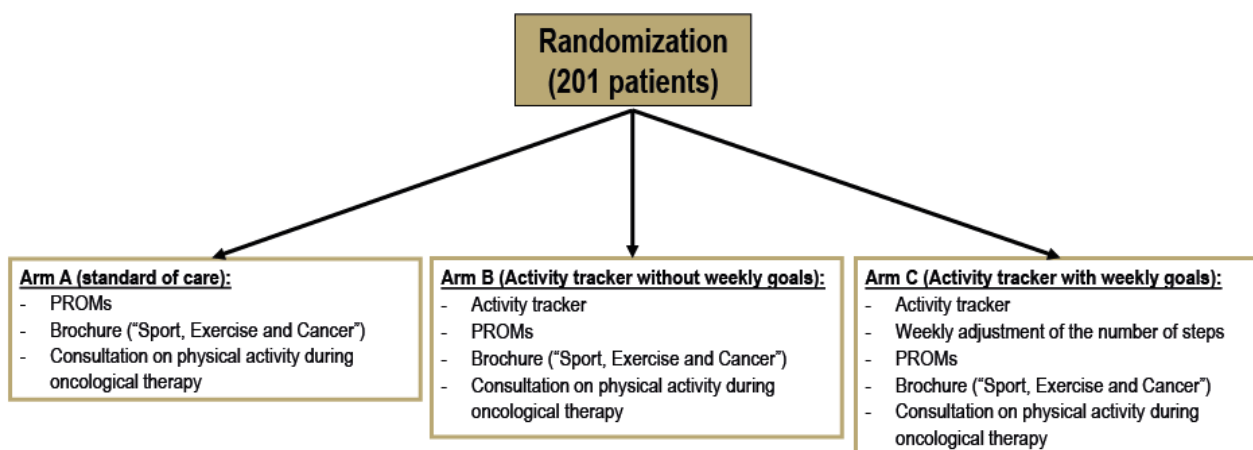 Randomization
(201 patients)
Arm A (standard of care):
- PROMs
- Brochure (“Sport, Exercise and Cancer”)
- Consultation on physical activity during
oncological therapy
Arm B (Activity tracker without weekly goals):
- Activity tracker
- PROMs
- Brochure (“Sport, Exercise and Cancer”)
- Consultation on physical activity during
oncological therapy
Arm C (Activity tracker with weekly goals):
- Activity tracker
- Weekly adjustment of the number of steps
- PROMs
- Brochure (“Sport, Exercise and Cancer”)
- Consultation on physical activity during
oncological therapy